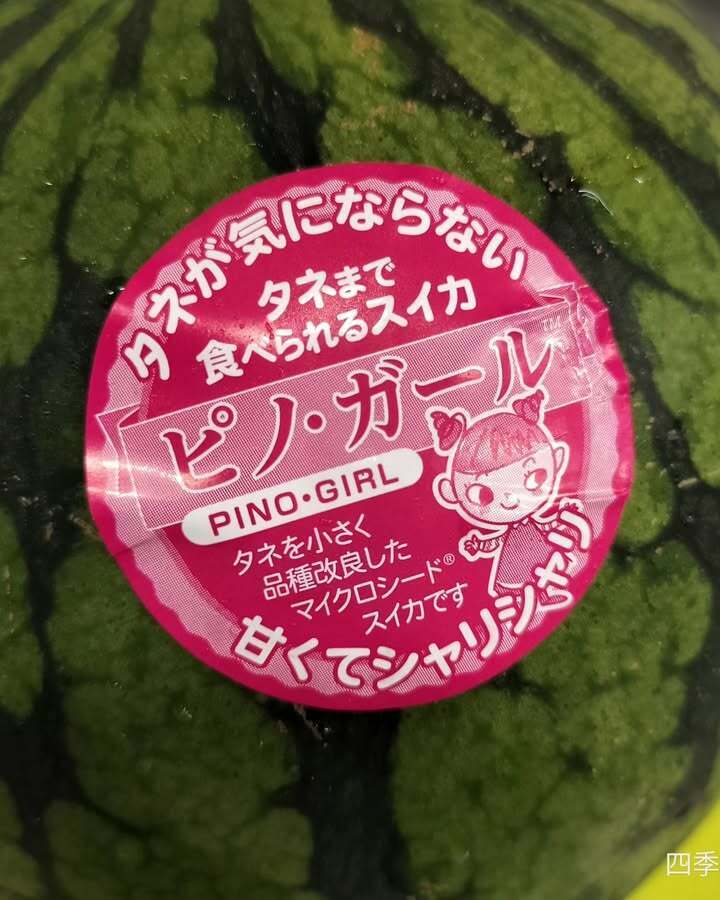 タネが気にならない
タネまで
食べられるスイカ
ピノ・ガール™
PINO・GIRL
タネを小さく
品種改良した
マイクロシード®
スイカです
甘くてシャリシャリ
四季